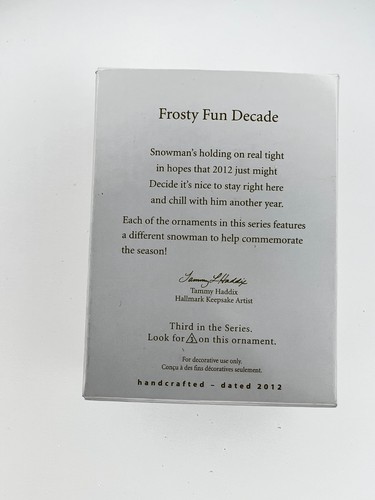 Frosty Fun Decade
Snowman's holding on real tight
in hopes that 2012 just might
Decide it's nice to stay right here
and chill with him another year.
Each of the ornaments in this series features
a different snowman to help commemorate
the season!
Tammy L Haddix
Tammy Haddix
Hallmark Keepsake Artist
Third in the Series.
Look for 3 on this ornament.
For decorative use only.
Conçu à des fins décoratives seulement.
handcrafted – dated 2012